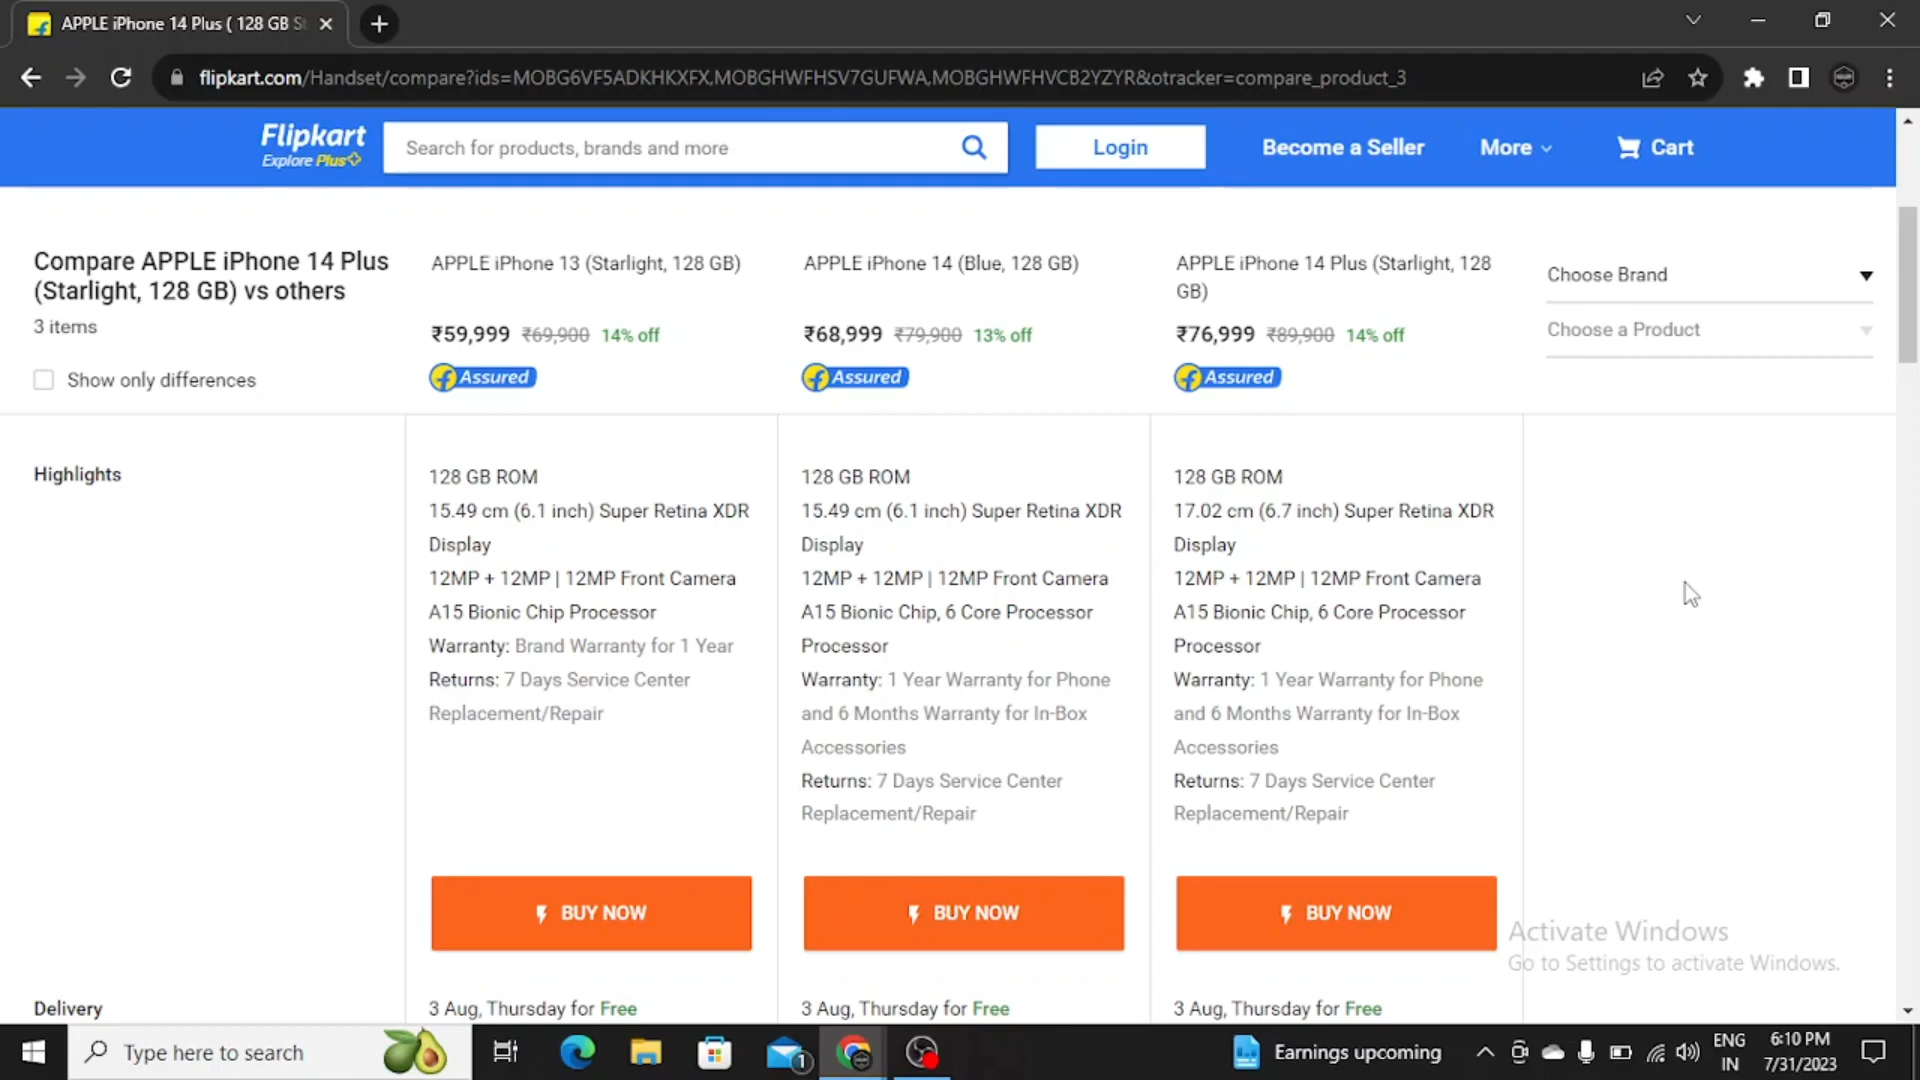 APPLE iPhone 14 Plus ( 128 GB St
flipkart.com/Handset/compare?ids=MOBG6VF5ADKHKXFX,MOBGHWFHSV7GUFWA,MOBGHWFHVCB2YZYR&otracker=compare_product_3
Flipkart
Explore Plus
Search for products, brands and more
Login
Become a Seller
More
Cart
Compare APPLE iPhone 14 Plus
(Starlight, 128 GB) vs others
3 items
Show only differences
APPLE iPhone 13 (Starlight, 128 GB)
₹59,999 ₹69,900 14% off
Assured
APPLE iPhone 14 (Blue, 128 GB)
₹68,999 ₹79,900 13% off
Assured
APPLE iPhone 14 Plus (Starlight, 128
GB)
₹76,999 ₹89,900 14% off
Assured
Choose Brand
Choose a Product
Highlights
128 GB ROM
15.49 cm (6.1 inch) Super Retina XDR
Display
12MP + 12MP | 12MP Front Camera
A15 Bionic Chip Processor
Warranty: Brand Warranty for 1 Year
Returns: 7 Days Service Center
Replacement/Repair
BUY NOW
128 GB ROM
15.49 cm (6.1 inch) Super Retina XDR
Display
12MP + 12MP | 12MP Front Camera
A15 Bionic Chip, 6 Core Processor
Processor
Warranty: 1 Year Warranty for Phone
and 6 Months Warranty for In-Box
Accessories
Returns: 7 Days Service Center
Replacement/Repair
BUY NOW
128 GB ROM
17.02 cm (6.7 inch) Super Retina XDR
Display
12MP + 12MP | 12MP Front Camera
A15 Bionic Chip, 6 Core Processor
Processor
Warranty: 1 Year Warranty for Phone
and 6 Months Warranty for In-Box
Accessories
Returns: 7 Days Service Center
Replacement/Repair
BUY NOW
Activate Windows
Go to Settings to activate Windows.
Delivery
3 Aug, Thursday for Free
3 Aug, Thursday for Free
3 Aug, Thursday for Free
Type here to search
1
Earnings upcoming
ENG
IN
6:10 PM
7/31/2023